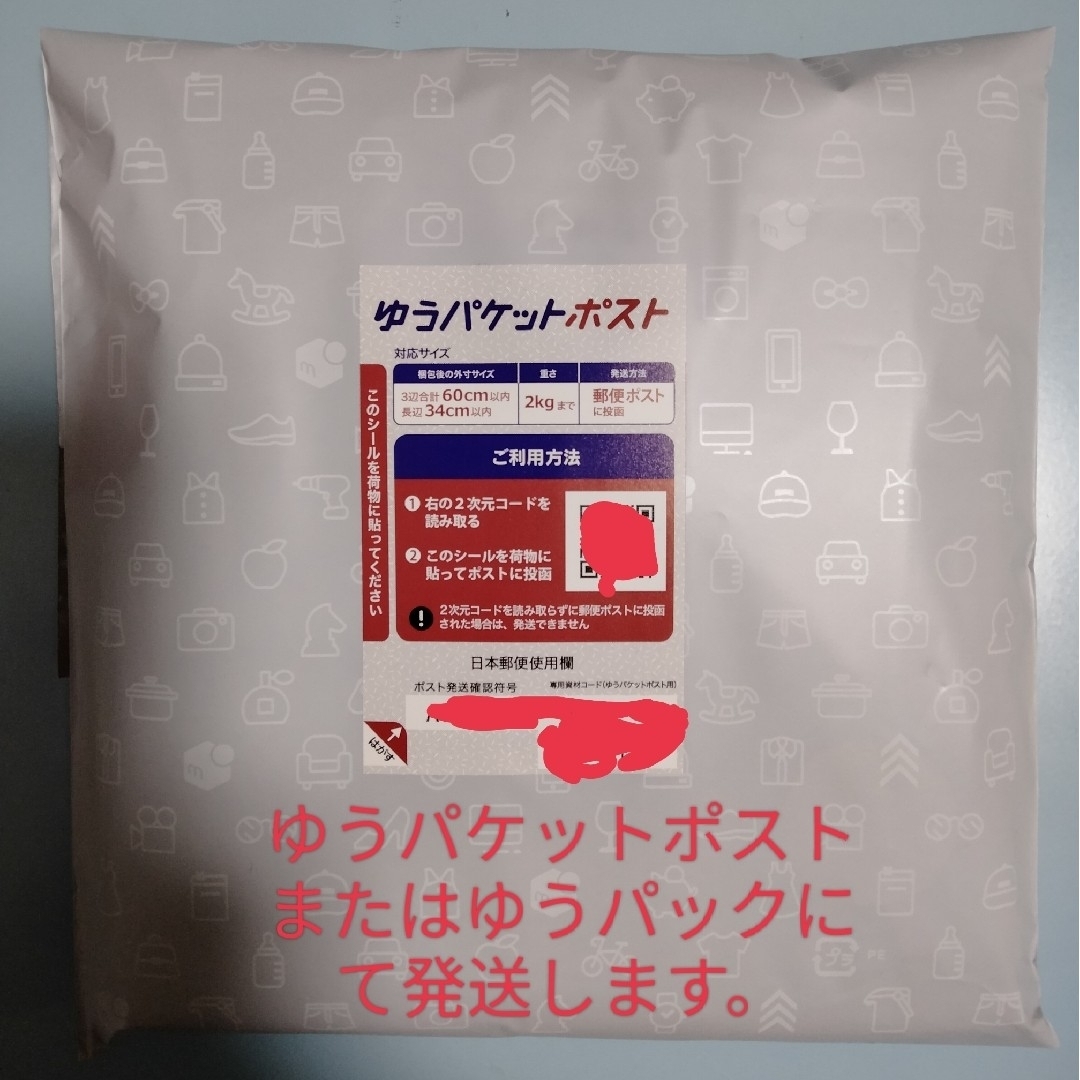 ゆうパケットポスト
対応サイズ
梱包後の外寸サイズ 重さ 発送方法
3辺合計 60cm以内
長辺 34cm以内
2kgまで
郵便ポスト
に投函
このシールを荷物に貼ってください
ご利用方法
❶ 右の2次元コードを
読み取る
❷ このシールを荷物に
貼ってポストに投函
! 2次元コードを読み取らずに郵便ポストに投函
された場合は、発送できません
日本郵便使用欄
ポスト発送確認符号 専用資材コード(ゆうパケットポスト用)
はがす
ゆうパケットポスト
またはゆうパックに
て発送します。
プラ PE